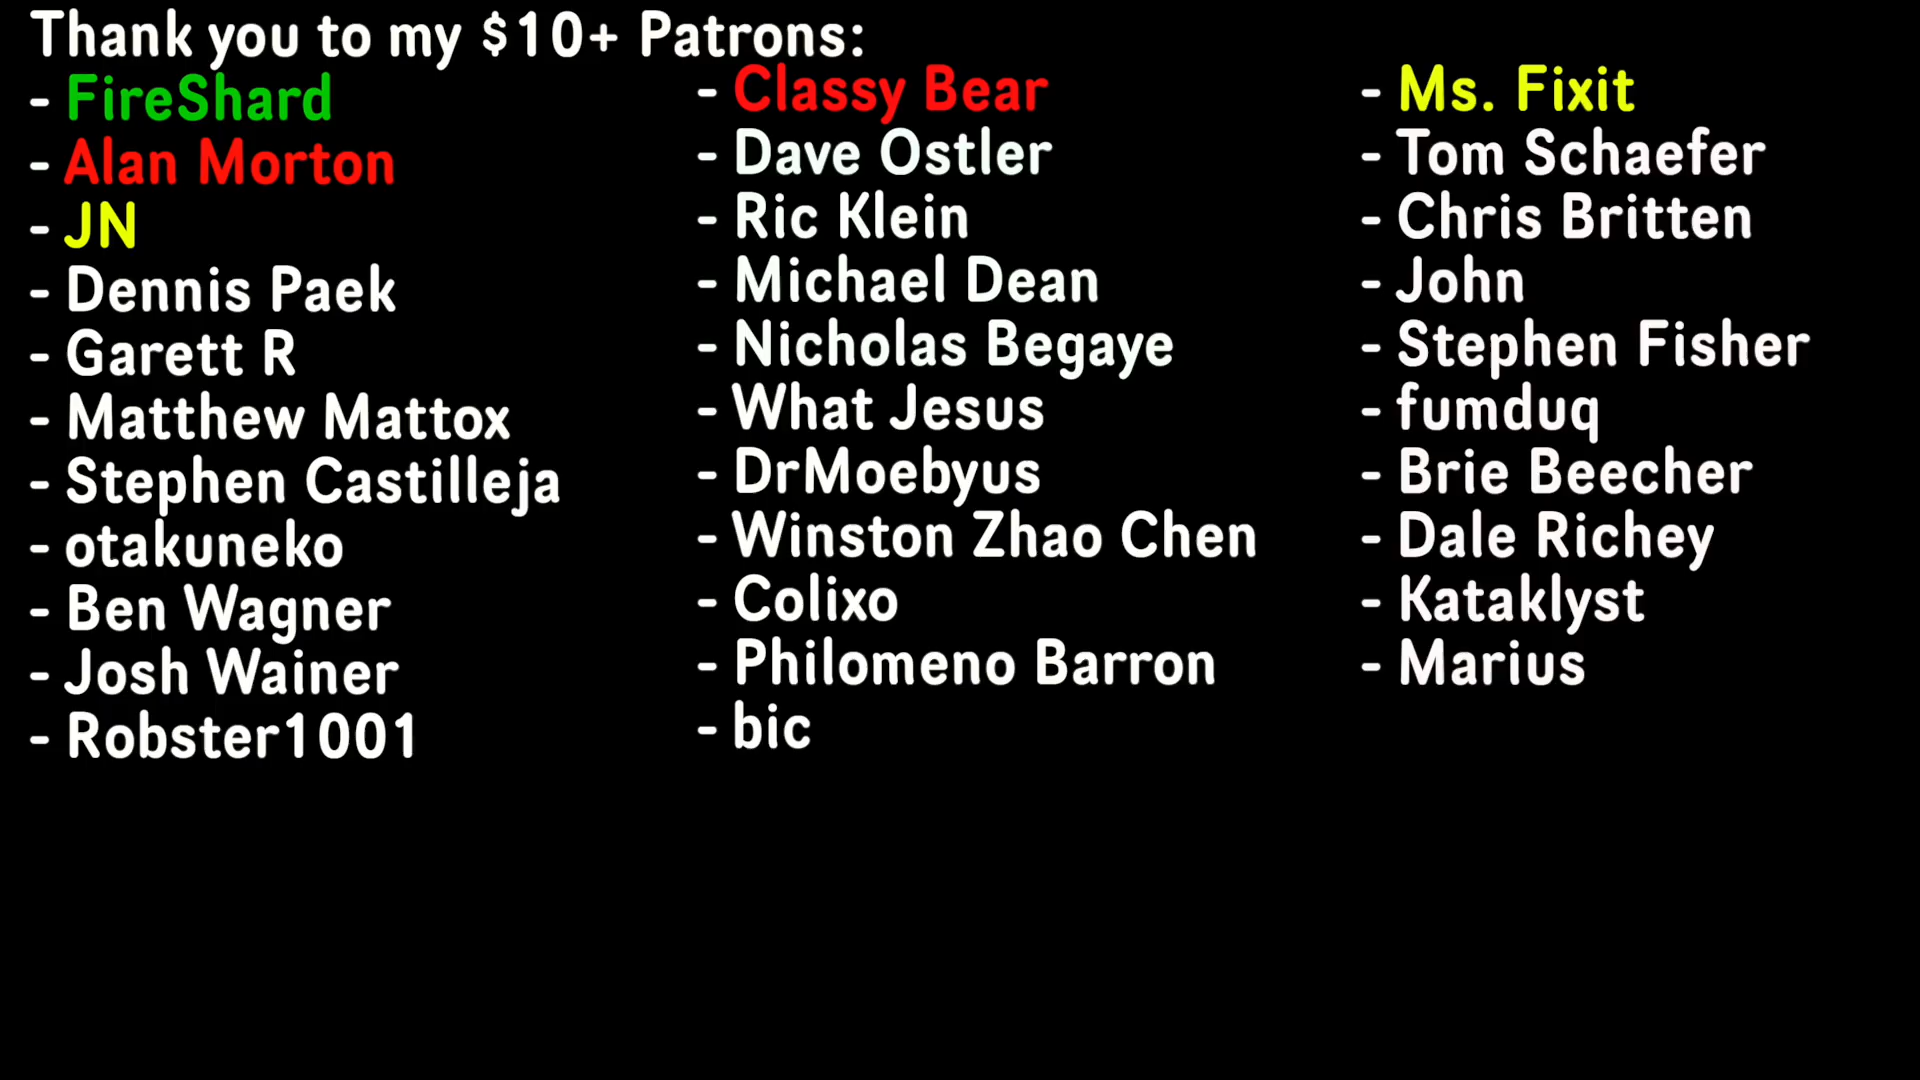 Thank you to my $10+ Patrons:
- FireShard
- Alan Morton
- JN
- Dennis Paek
- Garett R
- Matthew Mattox
- Stephen Castilleja
- otakuneko
- Ben Wagner
- Josh Wainer
- Robster1001
- Classy Bear
- Dave Ostler
- Ric Klein
- Michael Dean
- Nicholas Begaye
- What Jesus
- DrMoebyus
- Winston Zhao Chen
- Colixo
- Philomeno Barron
- bic
- Ms. Fixit
- Tom Schaefer
- Chris Britten
- John
- Stephen Fisher
- fumduq
- Brie Beecher
- Dale Richey
- Kataklyst
- Marius